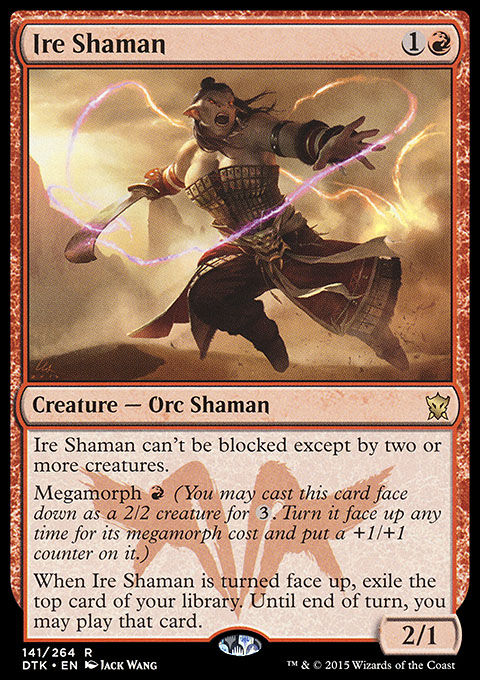 Ire Shaman 1
Creature — Orc Shaman
Ire Shaman can't be blocked except by two or
more creatures.
Megamorph (You may cast this card face
down as a 2/2 creature for 3. Turn it face up any
time for its megamorph cost and put a +1/+1
counter on it.)
When Ire Shaman is turned face up, exile the
top card of your library. Until end of turn, you
may play that card.
2/1
141/264 R
DTK • EN Jack Wang
™ & © 2015 Wizards of the Coast